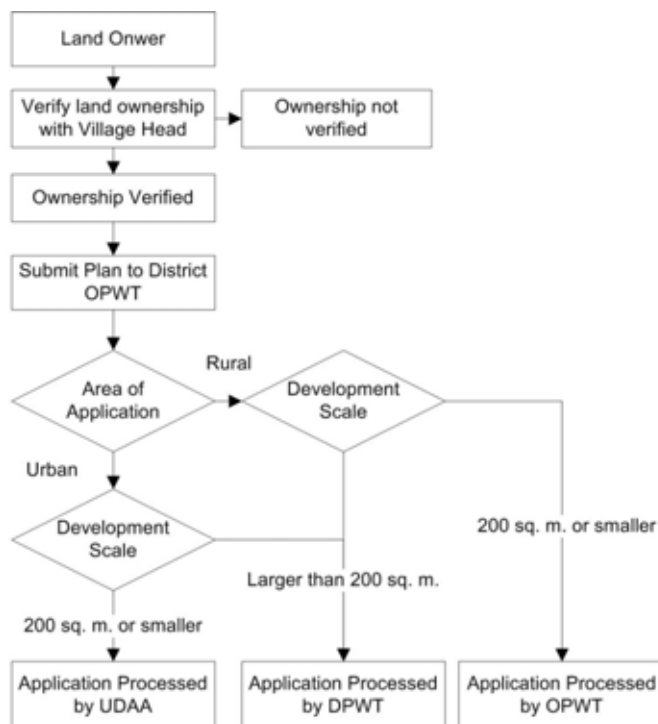 Land Onwer
Verify land ownership
with Village Head
Ownership not
verified
Ownership Verified
Submit Plan to District
OPWT
Area of
Application
Rural
Development
Scale
Urban
Development
Scale
200 sq. m. or smaller
Larger than 200 sq. m.
200 sq. m. or smaller
Application Processed
by UDAA
Application Processed
by DPWT
Application Processed
by OPWT